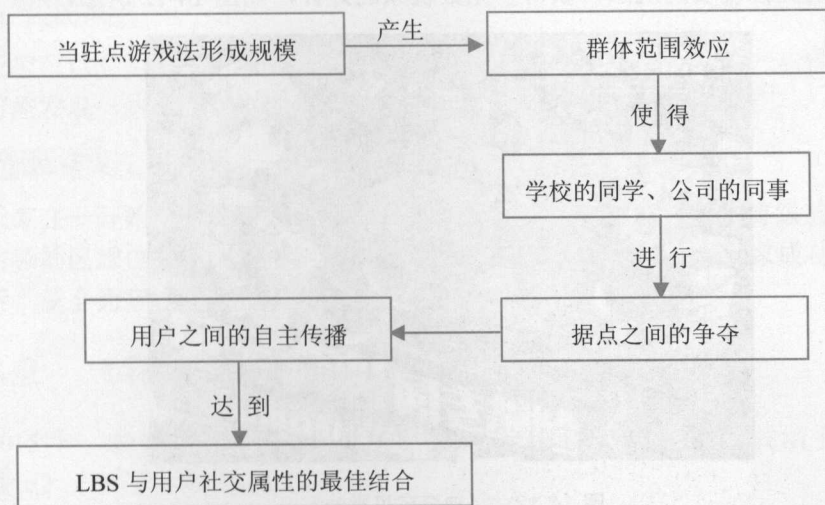 当驻点游戏法形成规模
产生
群体范围效应
使得
学校的同学、公司的同事
进行
据点之间的争夺
用户之间的自主传播
达到
LBS 与用户社交属性的最佳结合